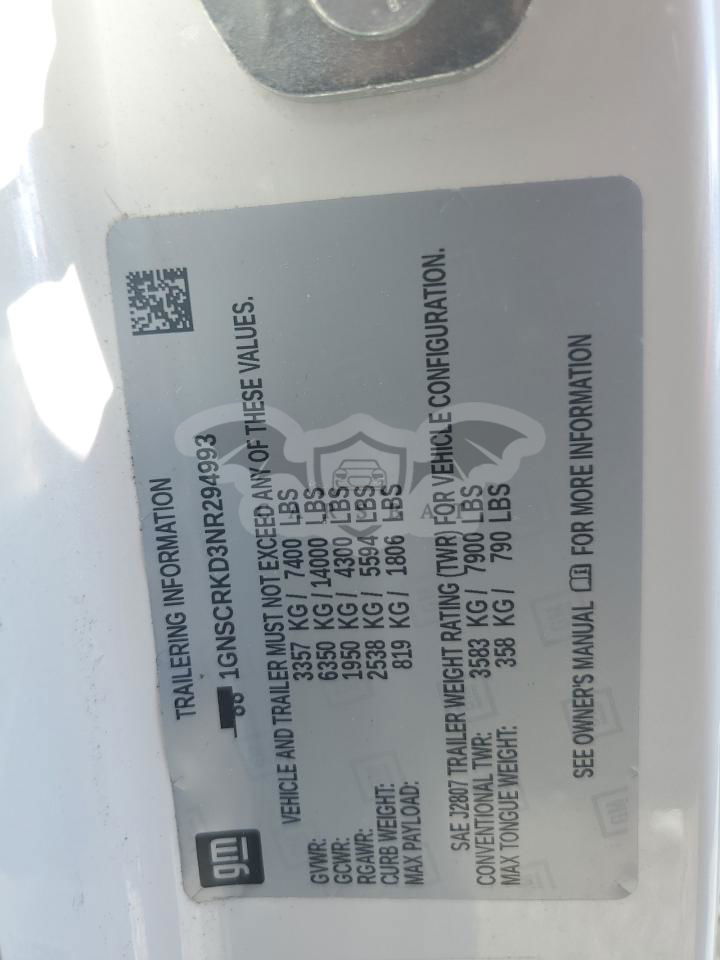 TRAILERING INFORMATION
1GNSCRKD3NR294993
VEHICLE AND TRAILER MUST NOT EXCEED ANY OF THESE VALUES.
GVWR: 3357 KG / 7400 LBS
GCWR: 6350 KG / 14000 LBS
RGAWR: 1950 KG / 4300 LBS
CURB WEIGHT: 2538 KG / 5594 LBS
MAX PAYLOAD: 819 KG / 1806 LBS
SAE J2807 TRAILER WEIGHT RATING (TWR) FOR VEHICLE CONFIGURATION.
CONVENTIONAL TWR: 3583 KG / 7900 LBS
MAX TONGUE WEIGHT: 358 KG / 790 LBS
SEE OWNER'S MANUAL FOR MORE INFORMATION
gm